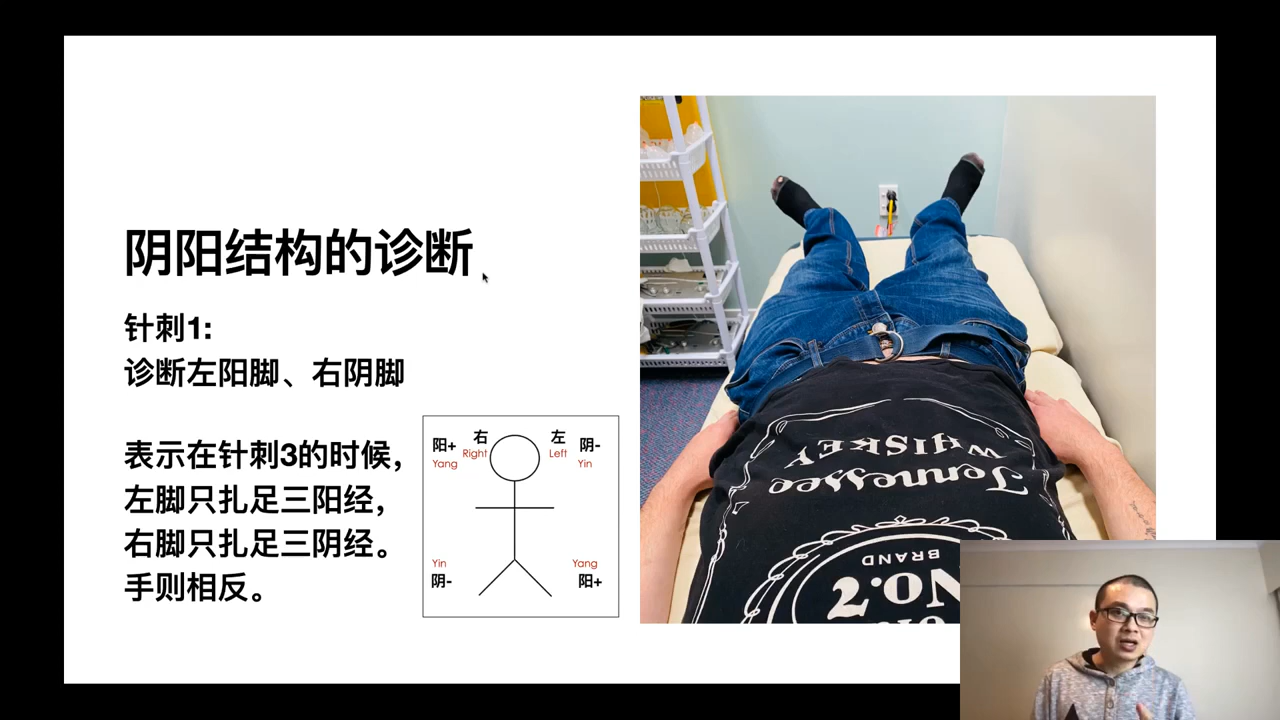 阴阳结构的诊断
针刺1:
诊断左阳脚、右阴脚
表示在针刺3的时候，
左脚只扎足三阳经，
右脚只扎足三阴经。
手则相反。
阳+ 右 左 阴-
Yang Right Left Yin
Yin Yang
阴- 阳+
Tennessee
WHISKEY
BRAND
No.2